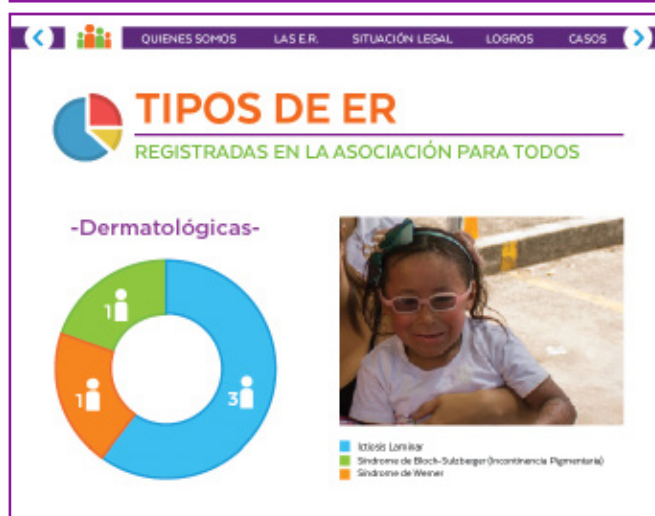 QUIENES SOMOS LAS E.R. SITUACIÓN LEGAL LOGROS CASOS
TIPOS DE ER
REGISTRADAS EN LA ASOCIACIÓN PARA TODOS
-Dermatológicas-
1
1
3
Ictiosis Laminar
Síndrome de Bloch-Sulzberger (Incontinencia Pigmentaria)
Síndrome de Werner